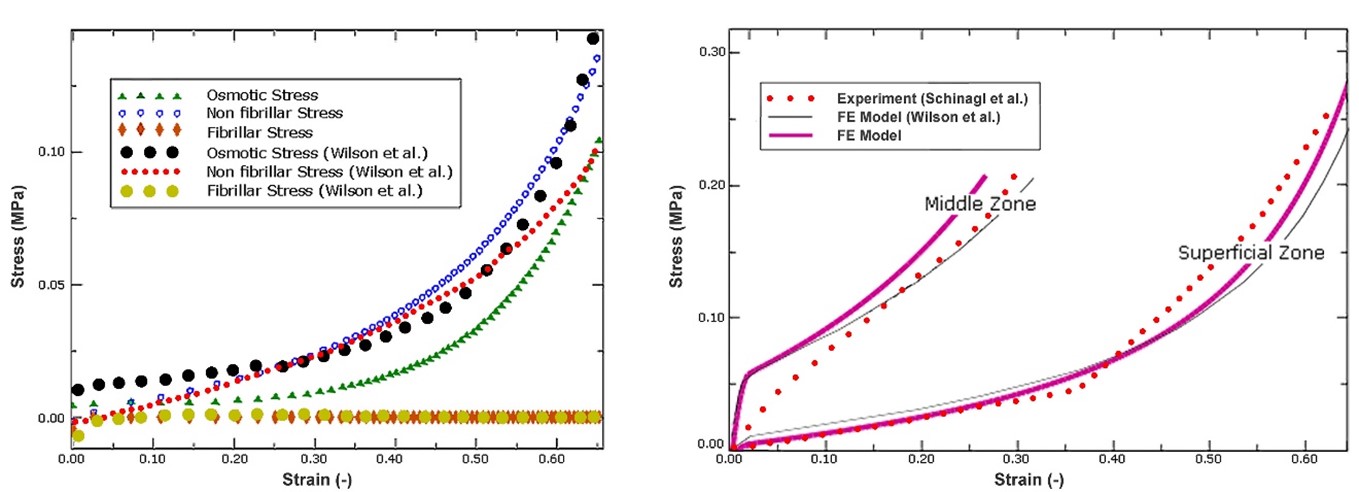 Osmotic Stress
Non fibrillar Stress
Fibrillar Stress
Osmotic Stress (Wilson et al.)
Non fibrillar Stress (Wilson et al.)
Fibrillar Stress (Wilson et al.)
0.10
0.05
0.00
Stress (MPa)
0.00 0.10 0.20 0.30 0.40 0.50 0.60
Strain (-)
Experiment (Schinagl et al.)
FE Model (Wilson et al.)
FE Model
Middle Zone
Superficial Zone
0.30
0.20
0.10
0.00
Stress (MPa)
0.00 0.10 0.20 0.30 0.40 0.50 0.60
Strain (-)